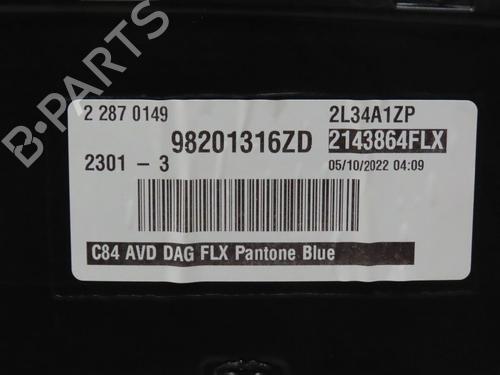 B-PARTS
2 287 0149 2L34A1ZP
98201316ZD 2143864FLX
2301 - 3 05/10/2022 04:09
C84 AVD DAG FLX Pantone Blue